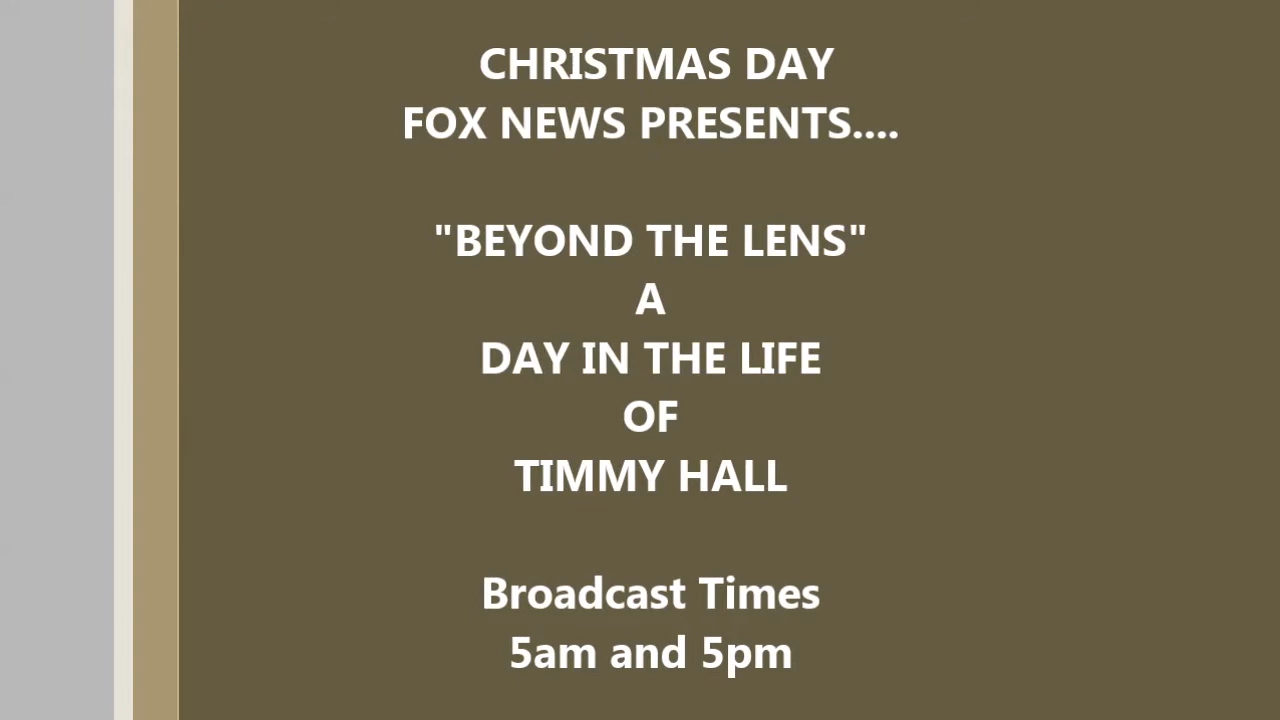 CHRISTMAS DAY
FOX NEWS PRESENTS....
"BEYOND THE LENS"
A
DAY IN THE LIFE
OF
TIMMY HALL
Broadcast Times
5am and 5pm